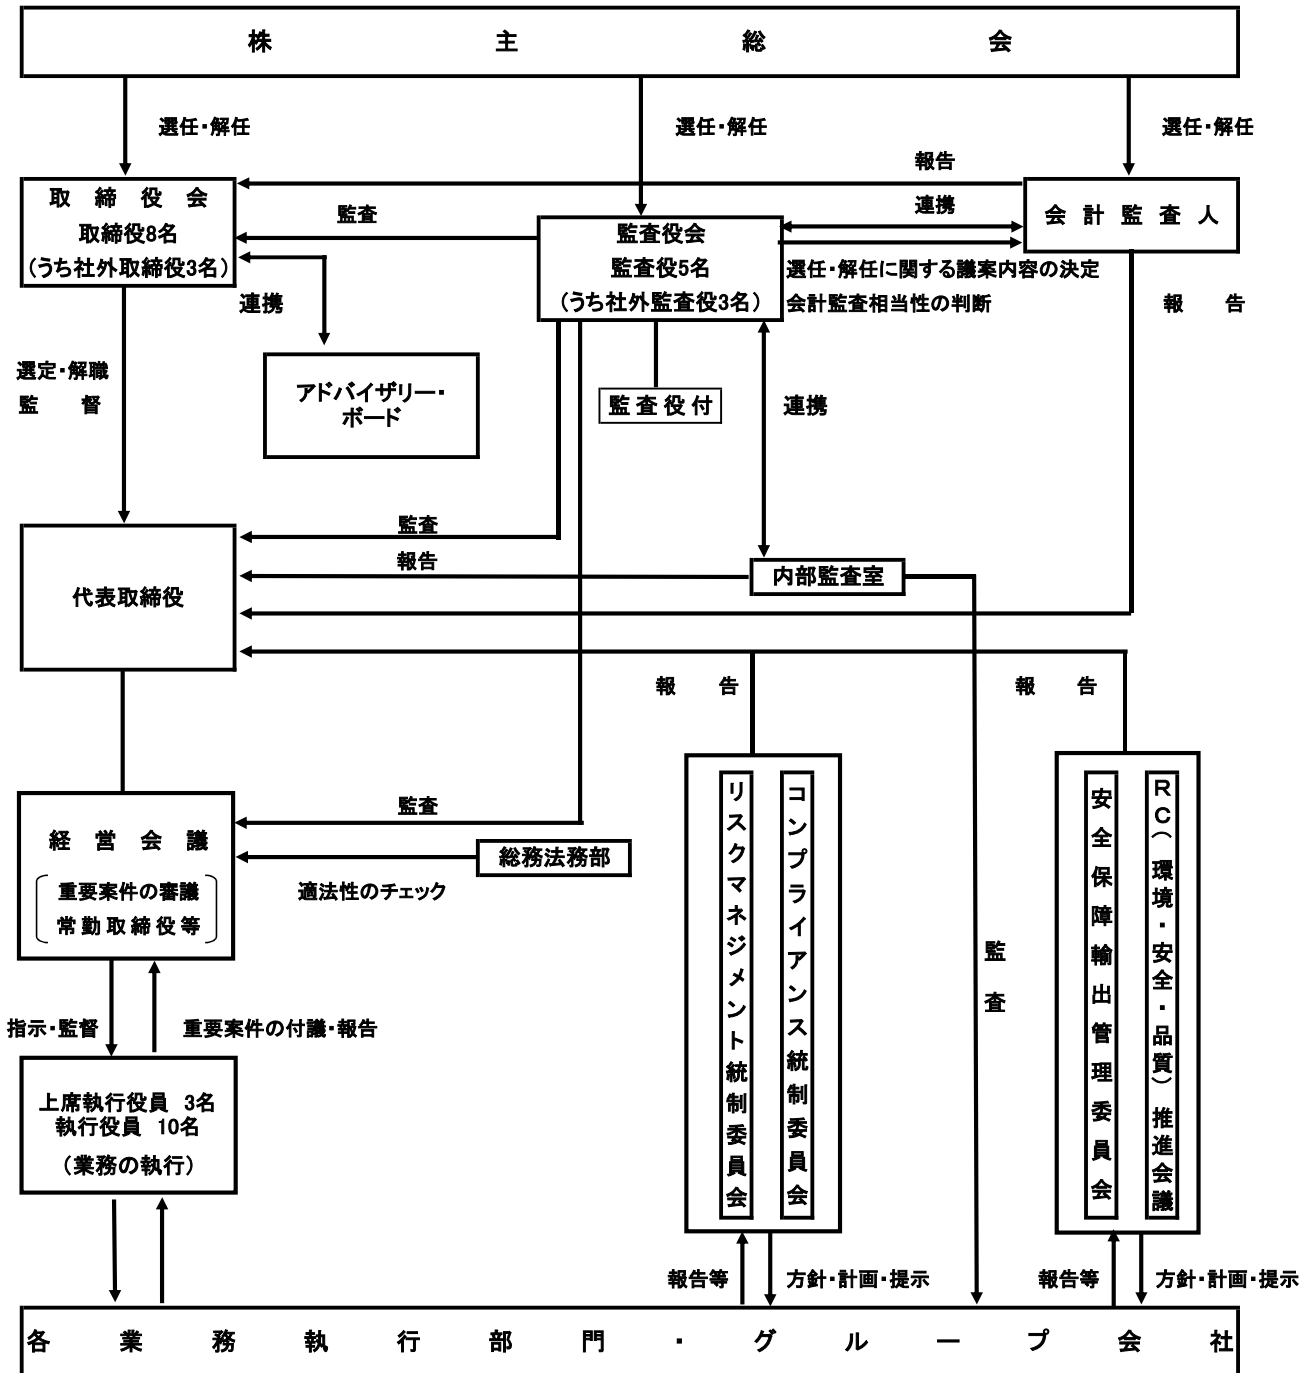 株主総会
選任・解任
選任・解任
選任・解任
報告
取締役会
取締役8名
(うち社外取締役3名)
監査
監査役会
監査役5名
(うち社外監査役3名)
連携
会計監査人
選任・解任に関する議案内容の決定
会計監査相当性の判断
報告
連携
選定・解職
監督
アドバイザリー・
ボード
監査役付
連携
監査
報告
内部監査室
代表取締役
報告
報告
監査
経営会議
重要案件の審議
常勤取締役等
総務法務部
適法性のチェック
リスクマネジメント統制委員会
コンプライアンス統制委員会
監査
安全保障輸出管理委員会
RC(環境・安全・品質)推進会議
指示・監督
重要案件の付議・報告
上席執行役員 3名
執行役員 10名
(業務の執行)
報告等
方針・計画・提示
報告等
方針・計画・提示
各業務執行部門・グループ会社